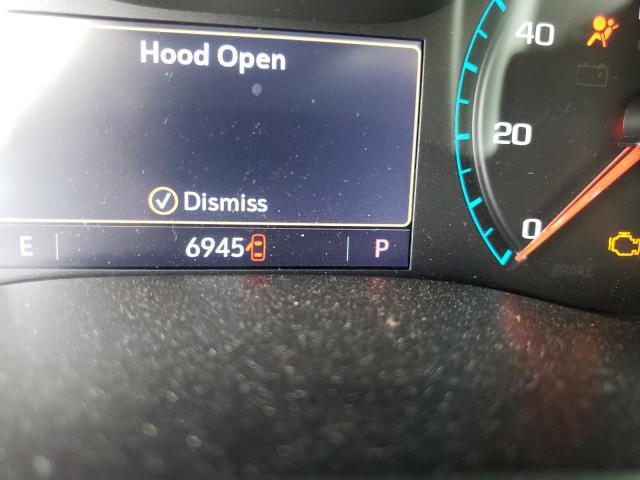 Hood Open
Dismiss
E 6945 P
40
20
0
BRAKE